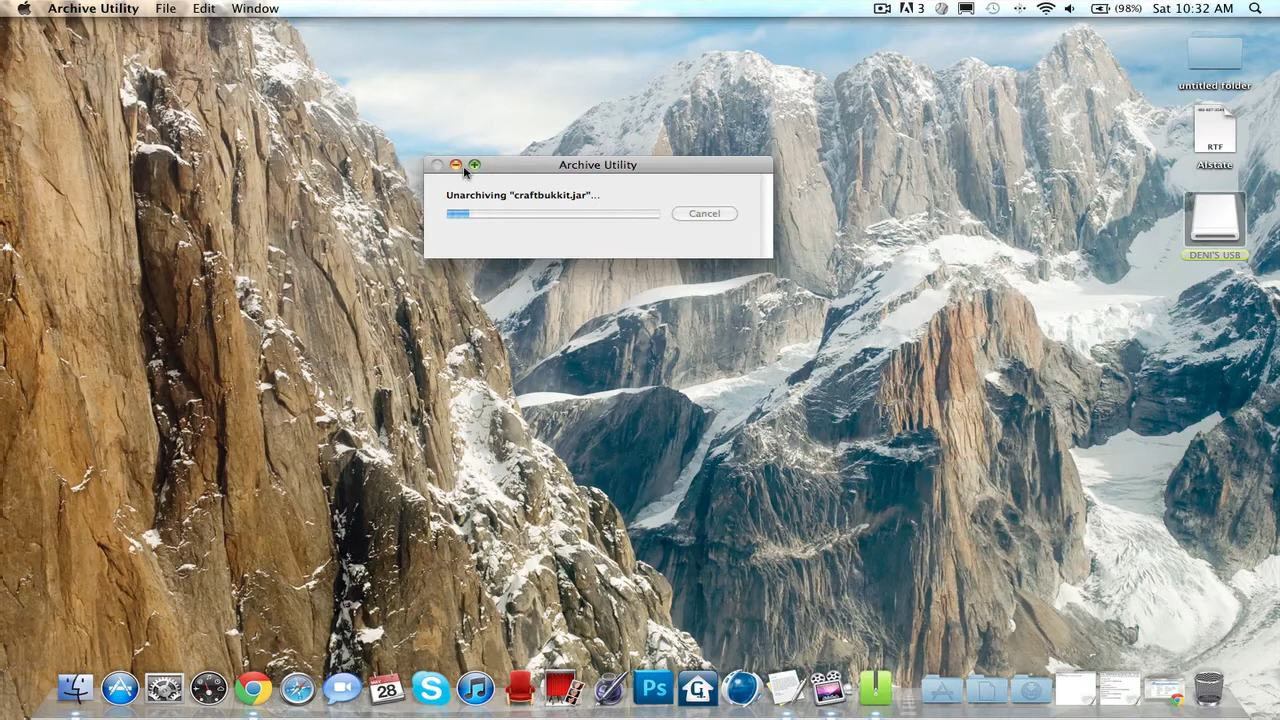 Archive Utility File Edit Window 3 (98%) Sat 10:32 AM
untitled folder
RTF
Alstate
Archive Utility
Unarchiving "craftbukkit.jar"...
Cancel
DENI'S USB
28
Ps